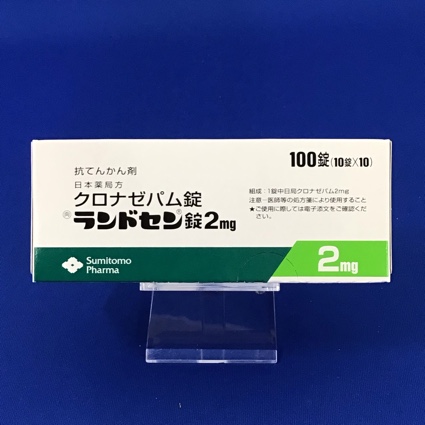 抗てんかん剤
日本薬局方
クロナゼパム錠
ランドセン®錠2mg
100錠(10錠×10)
組成:1錠中日局クロナゼパム2mg
注意-医師等の処方箋により使用すること
★ご使用に際しては電子添文をご確認くださ
い。
Sumitomo
Pharma
2mg